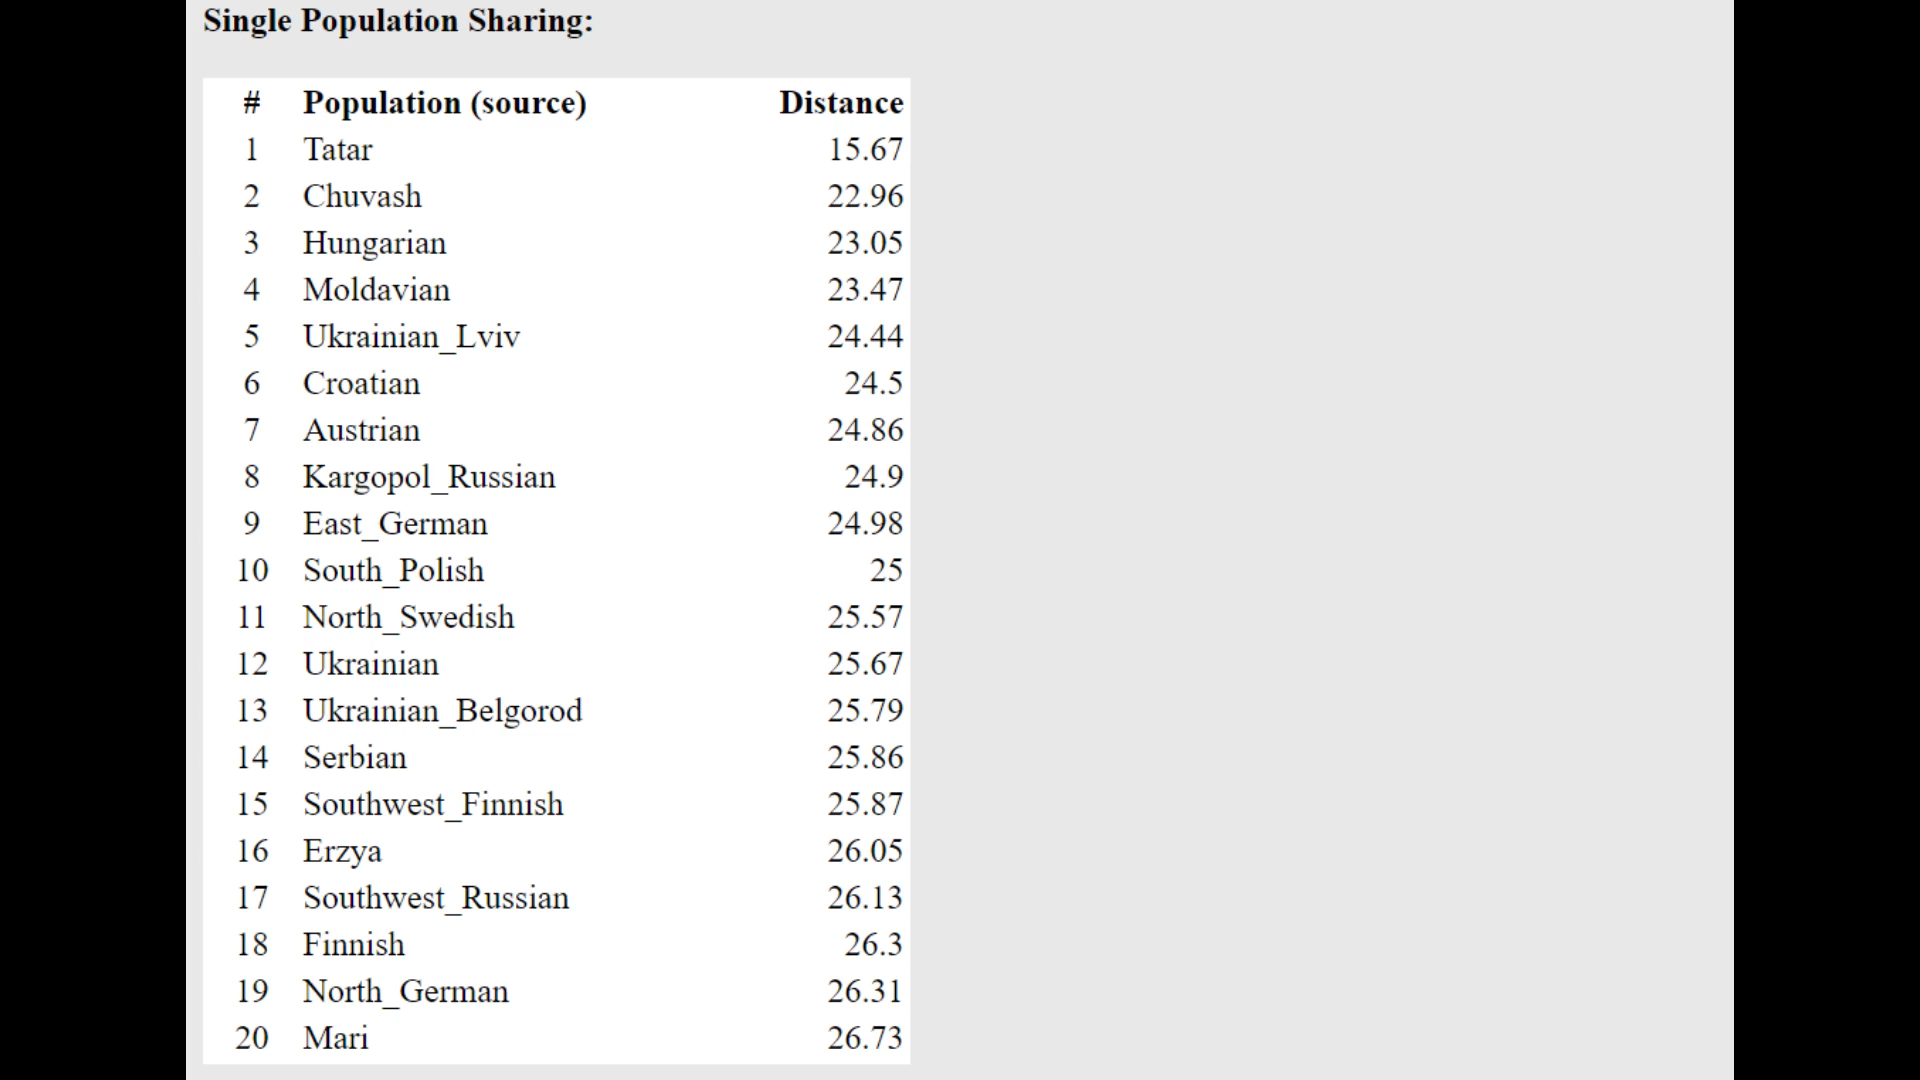 Single Population Sharing:
# Population (source) Distance
1 Tatar 15.67
2 Chuvash 22.96
3 Hungarian 23.05
4 Moldavian 23.47
5 Ukrainian_Lviv 24.44
6 Croatian 24.5
7 Austrian 24.86
8 Kargopol_Russian 24.9
9 East_German 24.98
10 South_Polish 25
11 North_Swedish 25.57
12 Ukrainian 25.67
13 Ukrainian_Belgorod 25.79
14 Serbian 25.86
15 Southwest_Finnish 25.87
16 Erzya 26.05
17 Southwest_Russian 26.13
18 Finnish 26.3
19 North_German 26.31
20 Mari 26.73